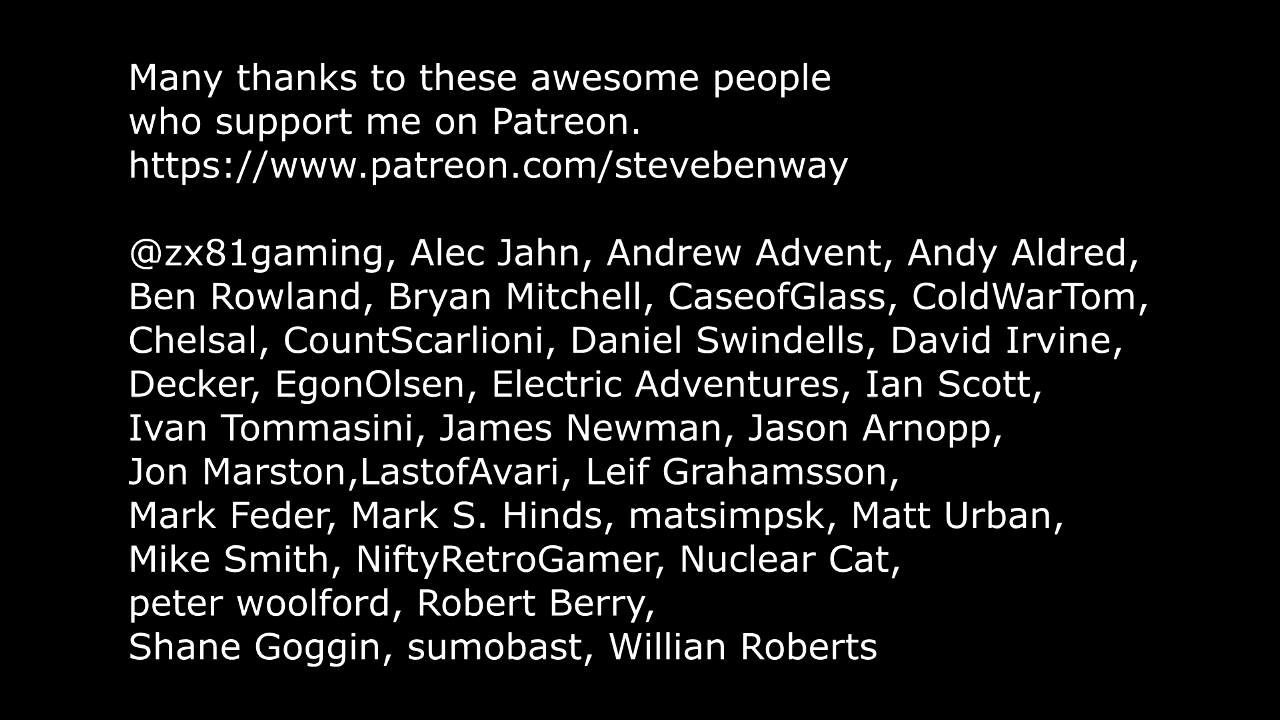 Many thanks to these awesome people
who support me on Patreon.
https://www.patreon.com/stevebenway
@zx81gaming, Alec Jahn, Andrew Advent, Andy Aldred,
Ben Rowland, Bryan Mitchell, CaseofGlass, ColdWarTom,
Chelsal, CountScarlioni, Daniel Swindells, David Irvine,
Decker, EgonOlsen, Electric Adventures, Ian Scott,
Ivan Tommasini, James Newman, Jason Arnopp,
Jon Marston,LastofAvari, Leif Grahamsson,
Mark Feder, Mark S. Hinds, matsimpsk, Matt Urban,
Mike Smith, NiftyRetroGamer, Nuclear Cat,
peter woolford, Robert Berry,
Shane Goggin, sumobast, Willian Roberts